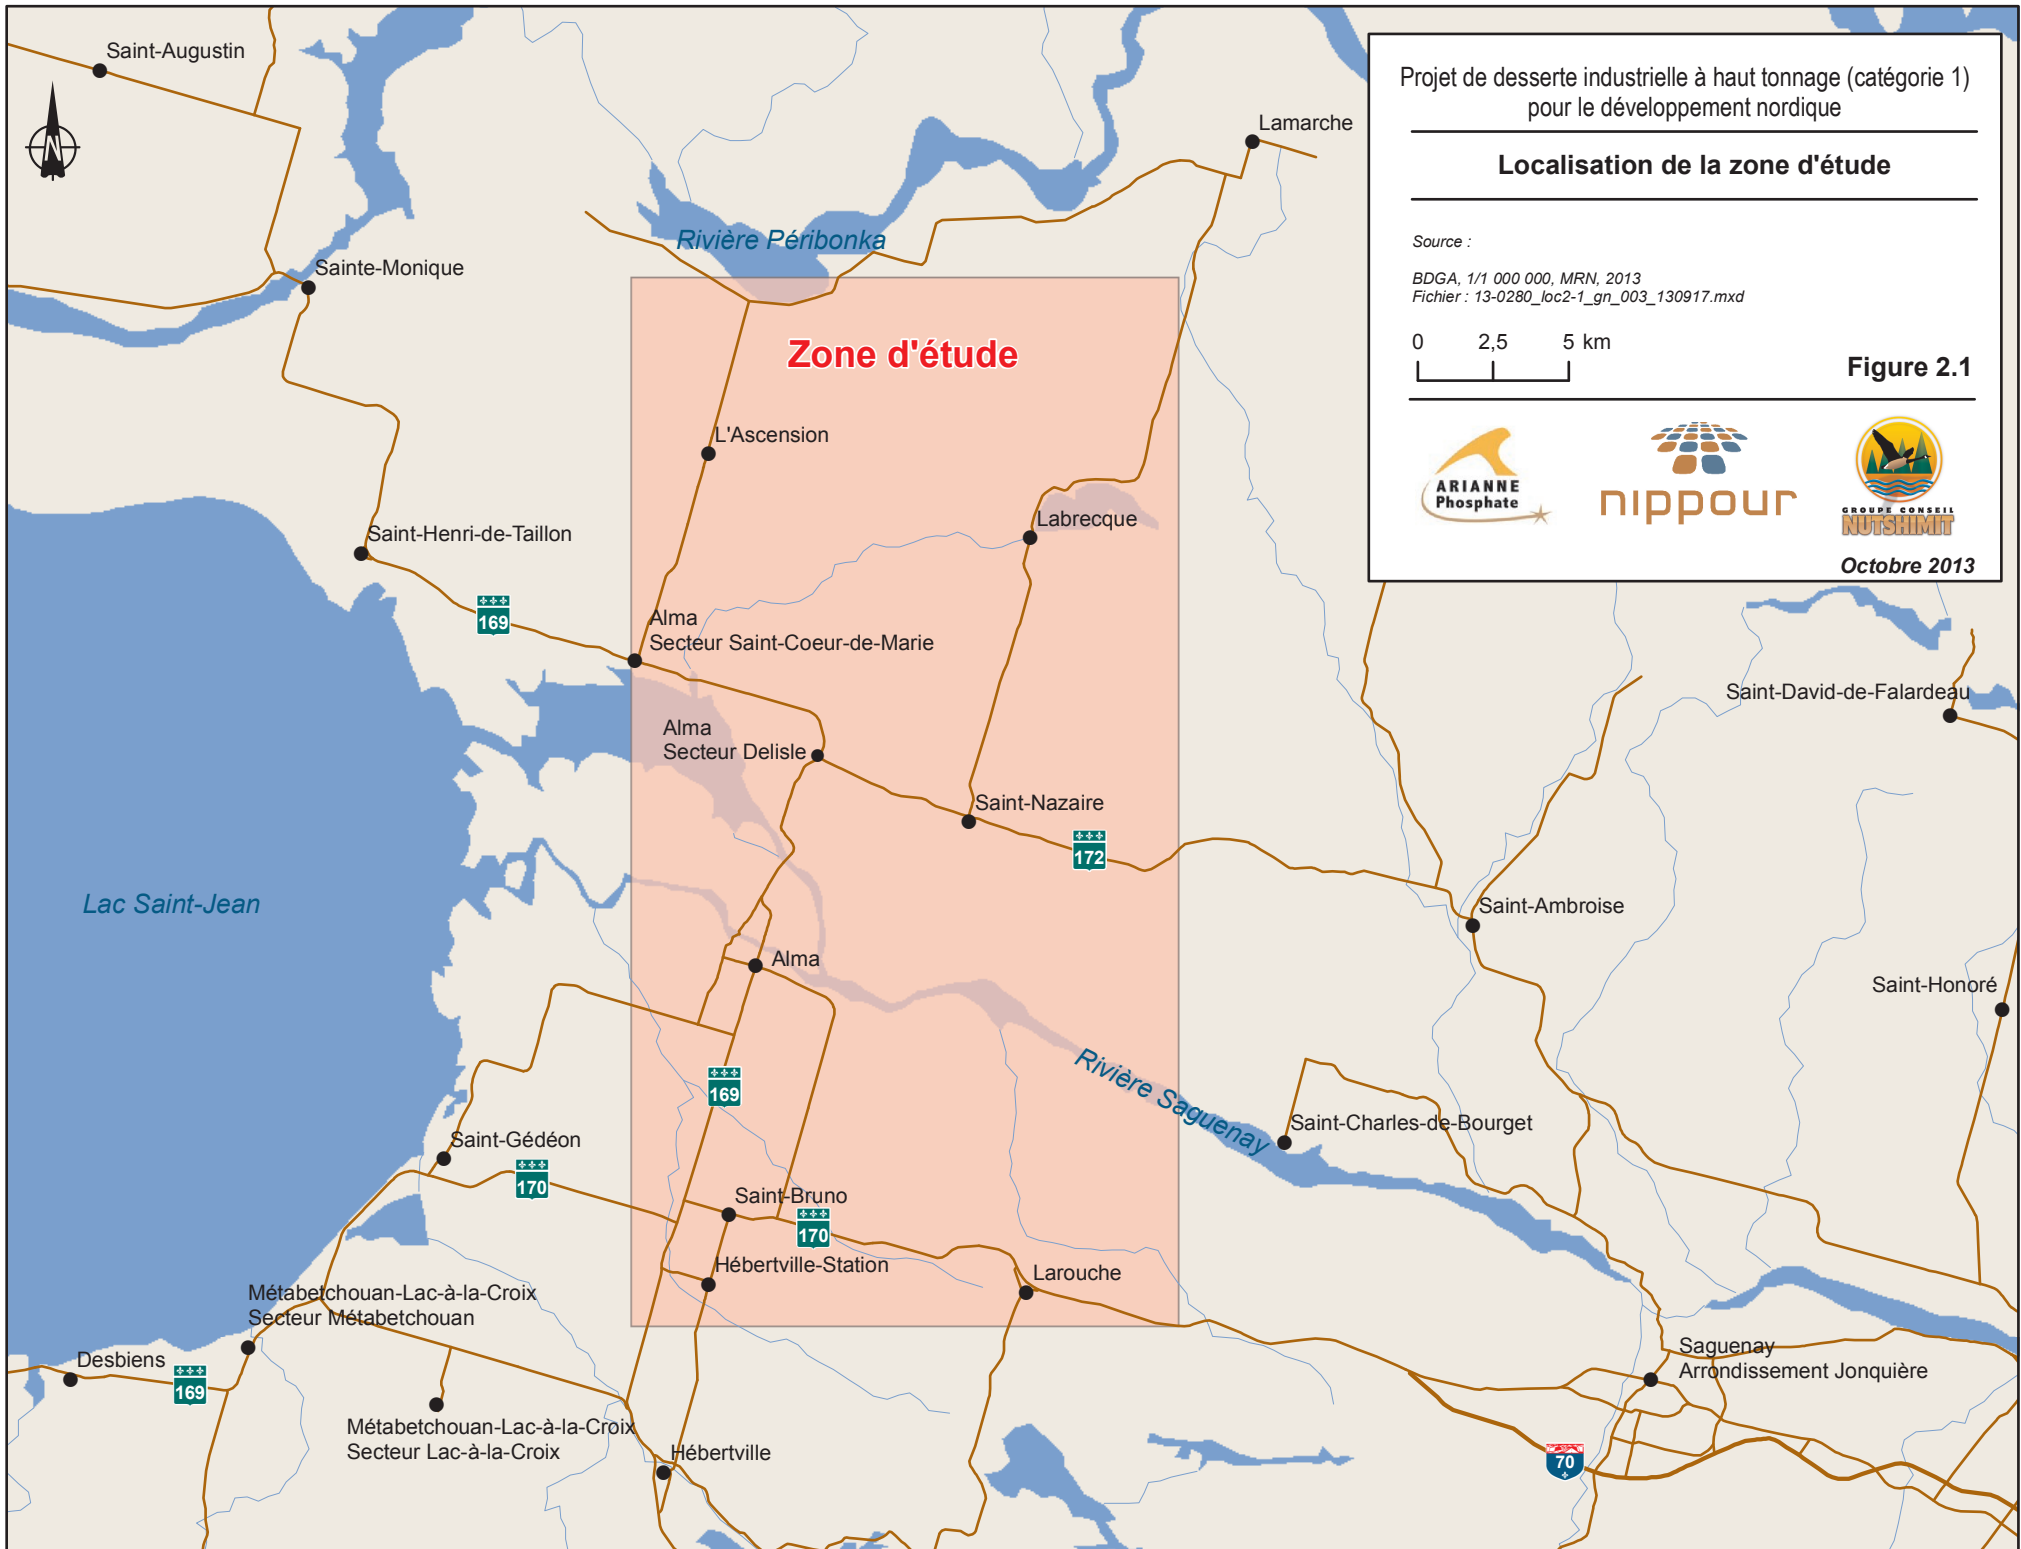 Saint-Augustin
N
Projet de desserte industrielle à haut tonnage (catégorie 1)
pour le développement nordique
Localisation de la zone d'étude
Source :
BDGA, 1/1 000 000, MRN, 2013
Fichier : 13-0280_loc2-1_gn_003_130917.mxd
0 2,5 5 km
Figure 2.1
ARIANNE
Phosphate
nippour
GROUPE CONSEIL
NUTSHIMIT
Octobre 2013
Lamarche
Rivière Péribonka
Sainte-Monique
Zone d'étude
L'Ascension
Labrecque
Saint-Henri-de-Taillon
169
Alma
Secteur Saint-Coeur-de-Marie
Saint-David-de-Falardeau
Alma
Secteur Delisle
Saint-Nazaire
172
Lac Saint-Jean
Saint-Ambroise
Alma
Saint-Honoré
Rivière Saguenay
169
Saint-Charles-de-Bourget
Saint-Gédéon
170
Saint-Bruno
170
Hébertville-Station
Larouche
Métabetchouan-Lac-à-la-Croix
Secteur Métabetchouan
Desbiens
169
Saguenay
Arrondissement Jonquière
Métabetchouan-Lac-à-la-Croix
Secteur Lac-à-la-Croix
Hébertville
70